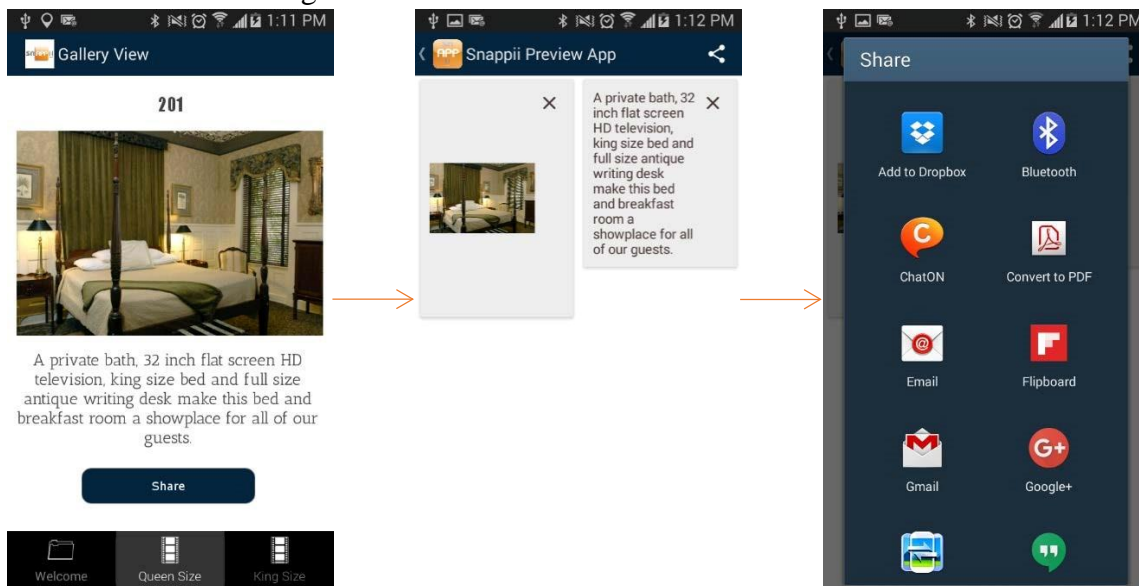 1:11 PM
Gallery View
201
A private bath, 32 inch flat screen HD
television, king size bed and full size
antique writing desk make this bed and
breakfast room a showplace for all of our
guests.
Share
Welcome
Queen Size
King Size
1:12 PM
APP
Snappii Preview App
A private bath, 32
inch flat screen
HD television,
king size bed and
full size antique
writing desk
make this bed
and breakfast
room a
showplace for all
of our guests.
1:12 PM
Share
Add to Dropbox
Bluetooth
ChatON
Convert to PDF
Email
Flipboard
Gmail
Google+